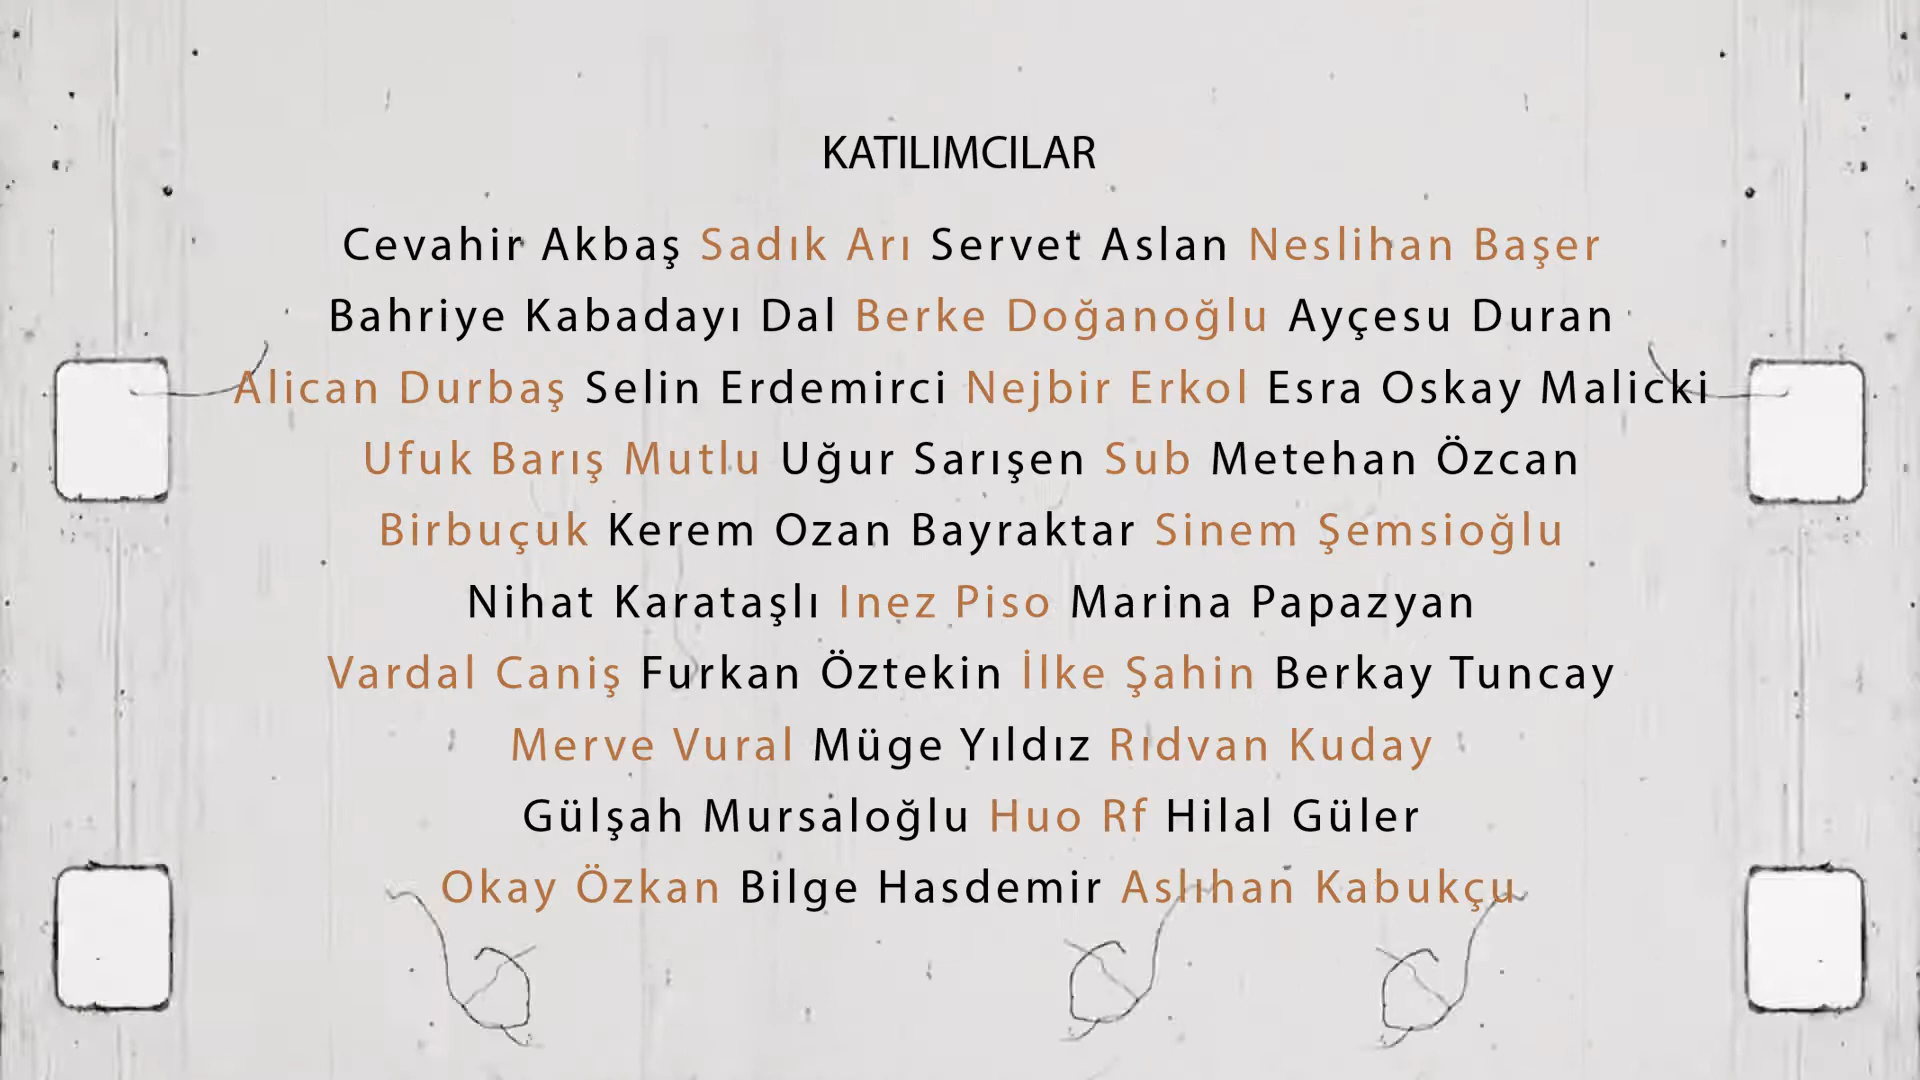 KATILIMCILAR
Cevahir Akbaş Sadık Arı Servet Aslan Neslihan Başer
Bahriye Kabadayı Dal Berke Doğanoğlu Ayçesu Duran
Alican Durbaş Selin Erdemirci Nejbir Erkol Esra Oskay Malicki
Ufuk Barış Mutlu Uğur Sarışen Sub Metehan Özcan
Birbuçuk Kerem Ozan Bayraktar Sinem Şemsioğlu
Nihat Karataşlı Inez Piso Marina Papazyan
Vardal Caniş Furkan Öztekin İlke Şahin Berkay Tuncay
Merve Vural Müge Yıldız Rıdvan Kuday
Gülşah Mursaloğlu Huo Rf Hilal Güler
Okay Özkan Bilge Hasdemir Aslıhan Kabukçu